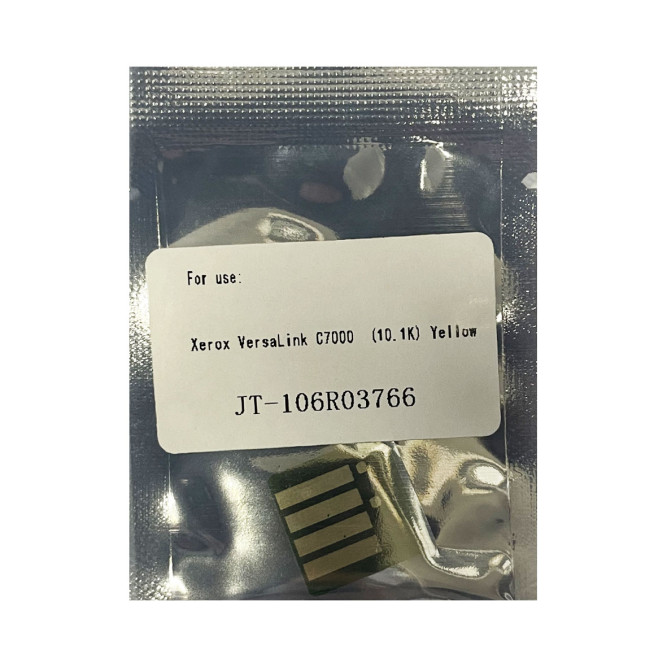 For use:
Xerox VersaLink C7000 (10.1K) Yellow
JT-106R03766